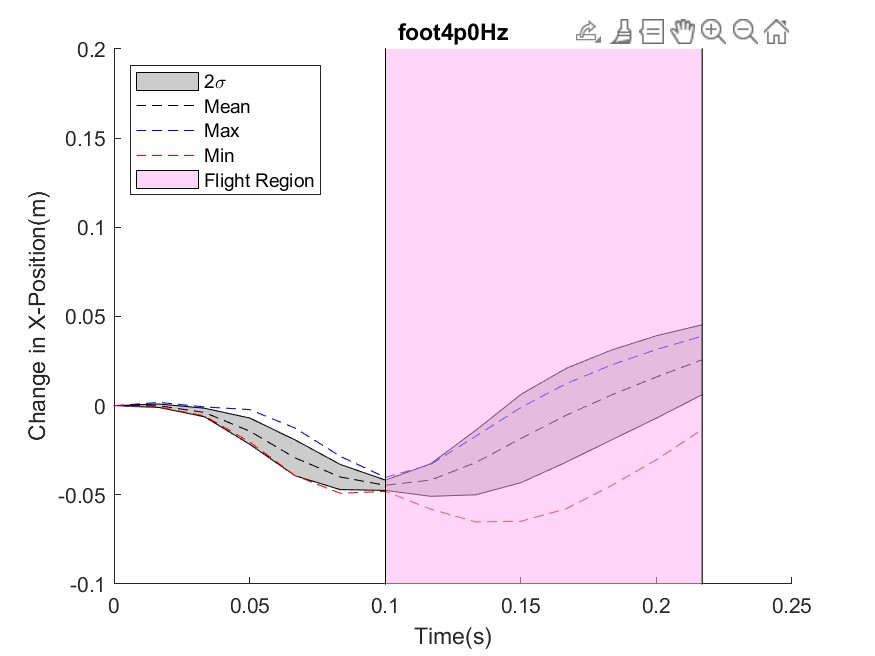 foot4p0Hz
2σ
Mean
Max
Min
Flight Region
Change in X-Position(m)
0.2
0.15
0.1
0.05
0
-0.05
-0.1
0
0.05
0.1
0.15
0.2
0.25
Time(s)